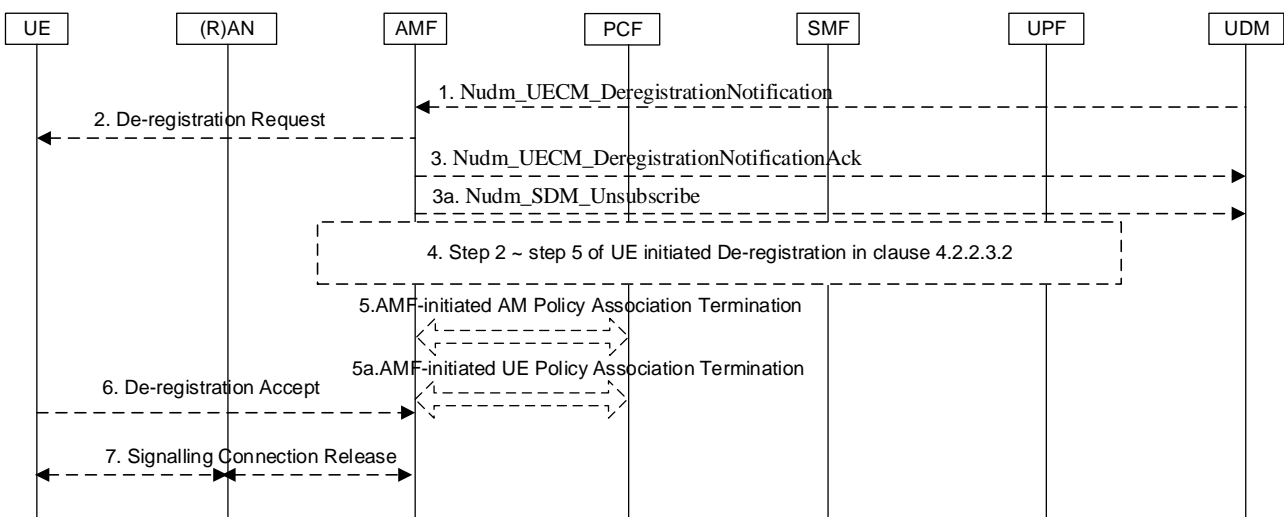 UE
(R)AN
AMF
PCF
SMF
UPF
UDM
1. Nudm_UECM_DeregistrationNotification
2. De-registration Request
3. Nudm_UECM_DeregistrationNotificationAck
3a. Nudm_SDM_Unsubscribe
4. Step 2 ~ step 5 of UE initiated De-registration in clause 4.2.2.3.2
5.AMF-initiated AM Policy Association Termination
5a.AMF-initiated UE Policy Association Termination
6. De-registration Accept
7. Signalling Connection Release